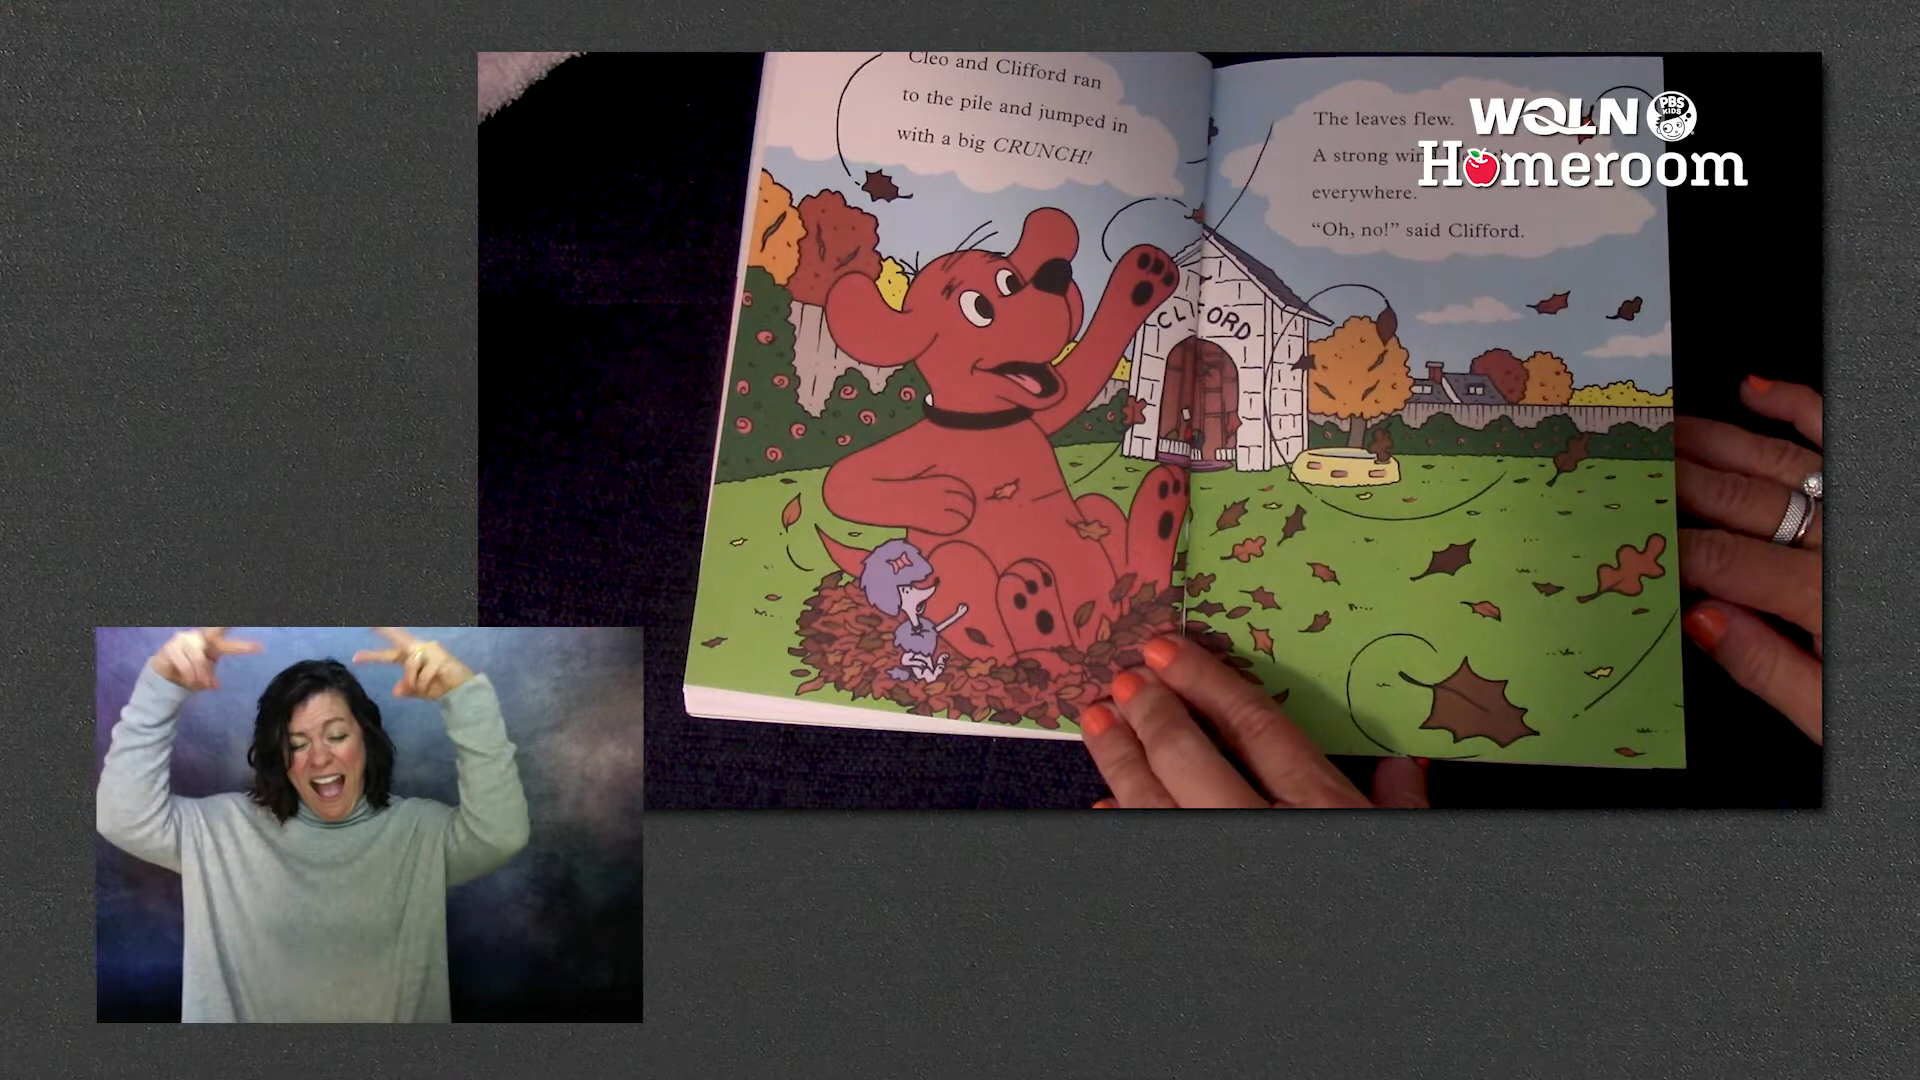 Cleo and Clifford ran
to the pile and jumped in
with a big CRUNCH!
The leaves flew.
A strong
everywhere.
"Oh, no!" said Clifford.
CLIFFORD
WQLN PBS KIDS
Homeroom